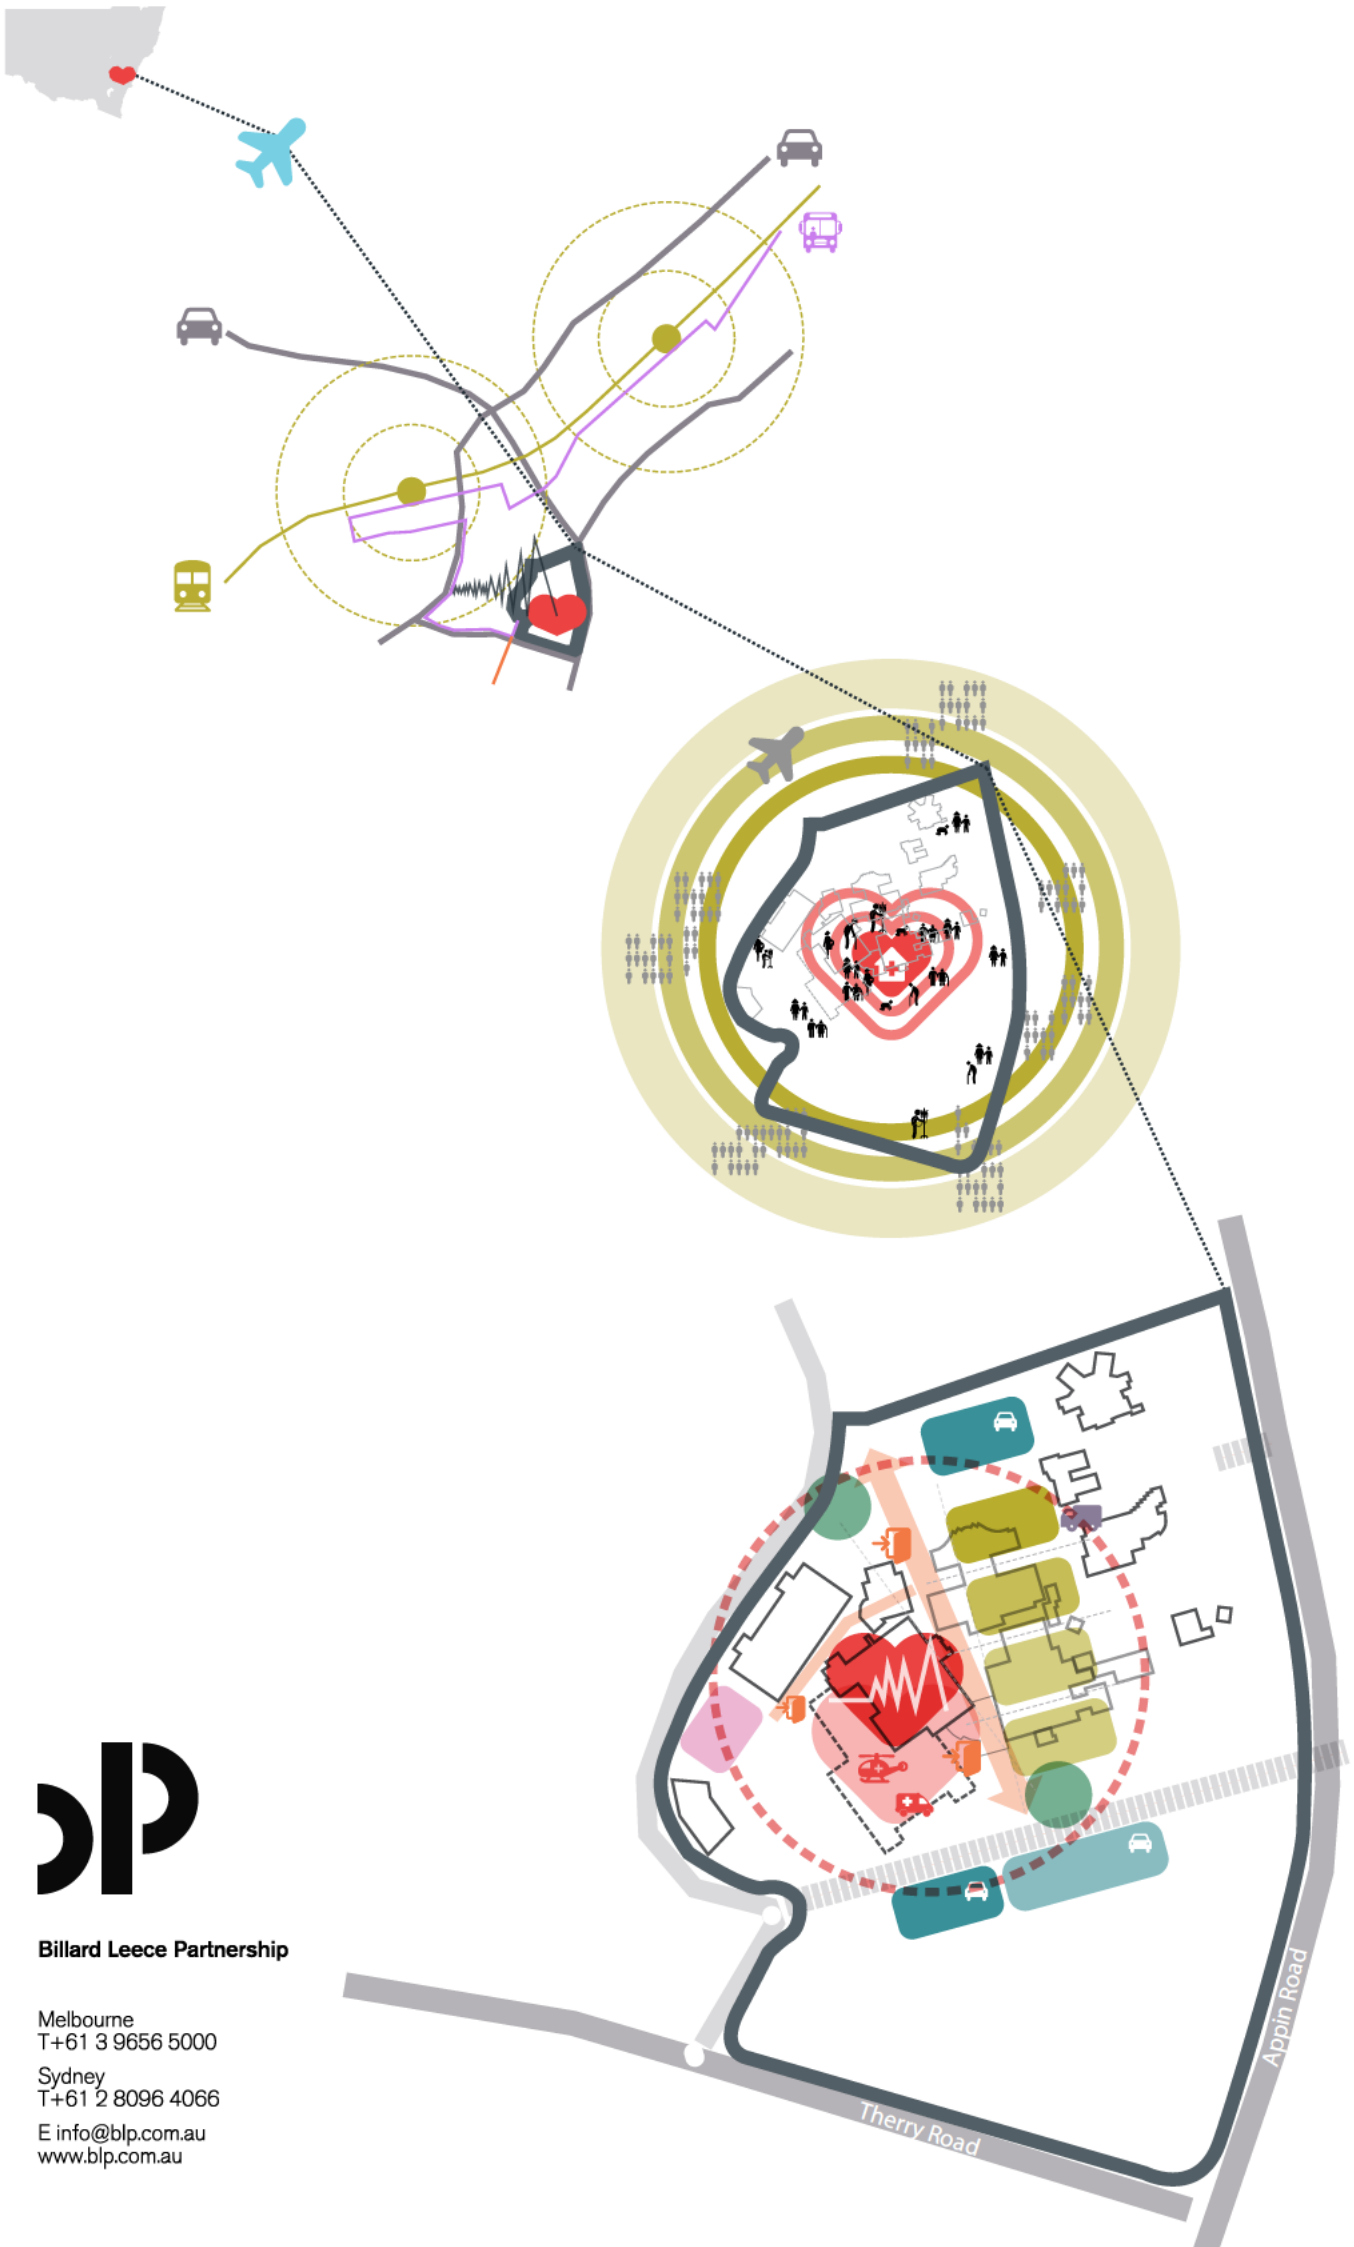 blp
Billard Leece Partnership
Melbourne
T+61 3 9656 5000
Sydney
T+61 2 8096 4066
E info@blp.com.au
www.blp.com.au
Appin Road
Therry Road